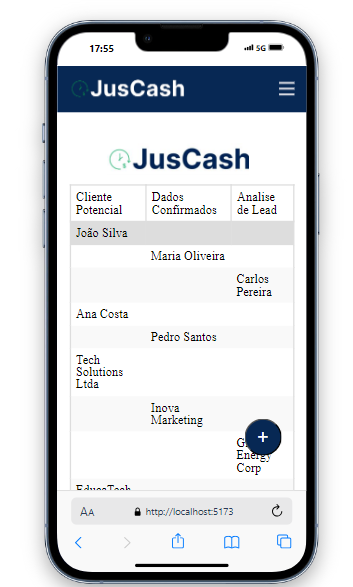 17:55
5G
JusCash
JusCash
Cliente Potencial
Dados Confirmados
Analise de Lead
João Silva
Maria Oliveira
Carlos Pereira
Ana Costa
Pedro Santos
Tech Solutions Ltda
Inova Marketing
+
Energy Corp
EducaTech
AA
http://localhost:5173